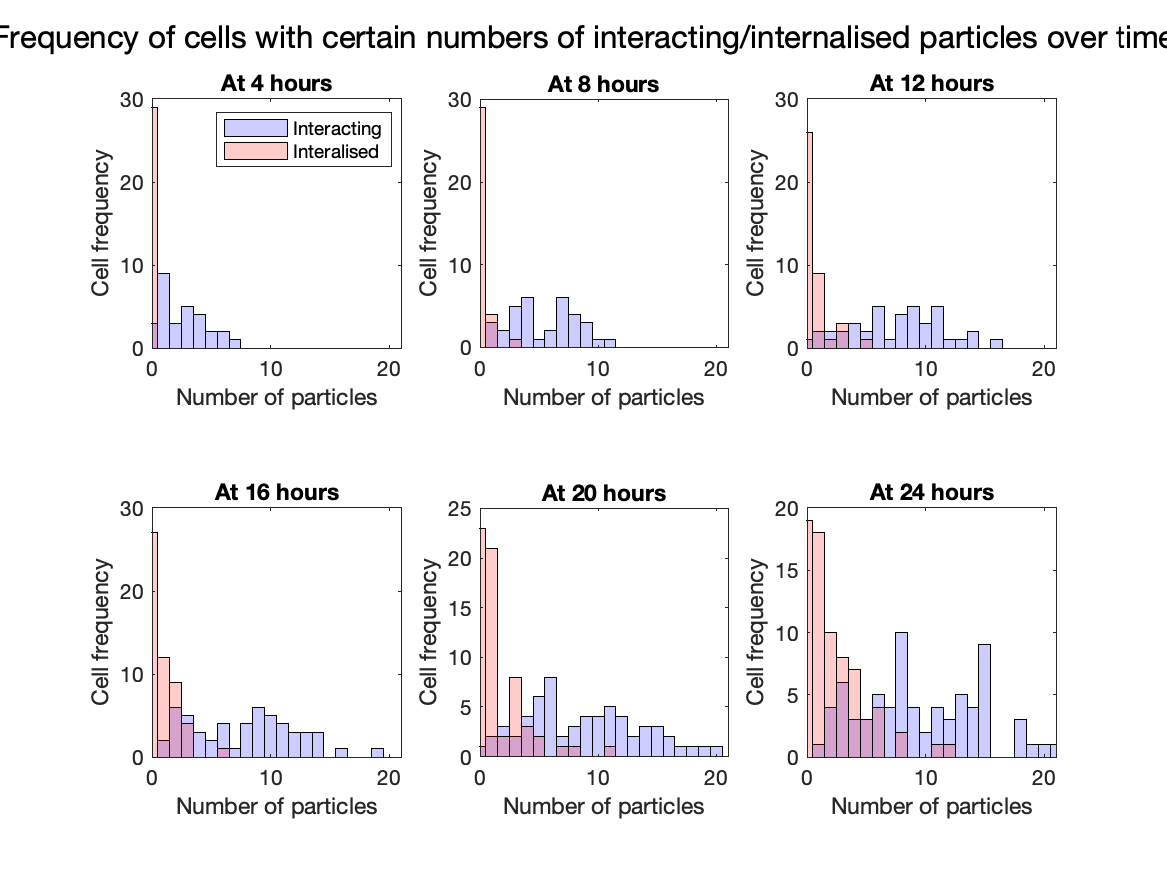 Frequency of cells with certain numbers of interacting/internalised particles over time
At 4 hours
At 8 hours
At 12 hours
30
20
10
0
Cell frequency
Interacting
Interalised
0 10 20
Number of particles
30
20
10
0
Cell frequency
0 10 20
Number of particles
30
20
10
0
Cell frequency
0 10 20
Number of particles
At 16 hours
At 20 hours
At 24 hours
30
20
10
0
Cell frequency
0 10 20
Number of particles
25
20
15
10
5
0
Cell frequency
0 10 20
Number of particles
20
15
10
5
0
Cell frequency
0 10 20
Number of particles